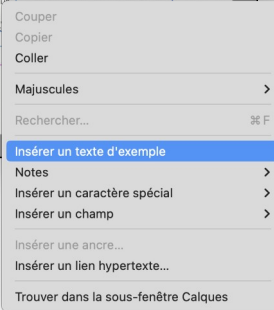 Couper
Copier
Coller
Majuscules >
Rechercher... ⌘ F
Insérer un texte d'exemple
Notes >
Insérer un caractère spécial >
Insérer un champ >
Insérer une ancre...
Insérer un lien hypertexte...
Trouver dans la sous-fenêtre Calques